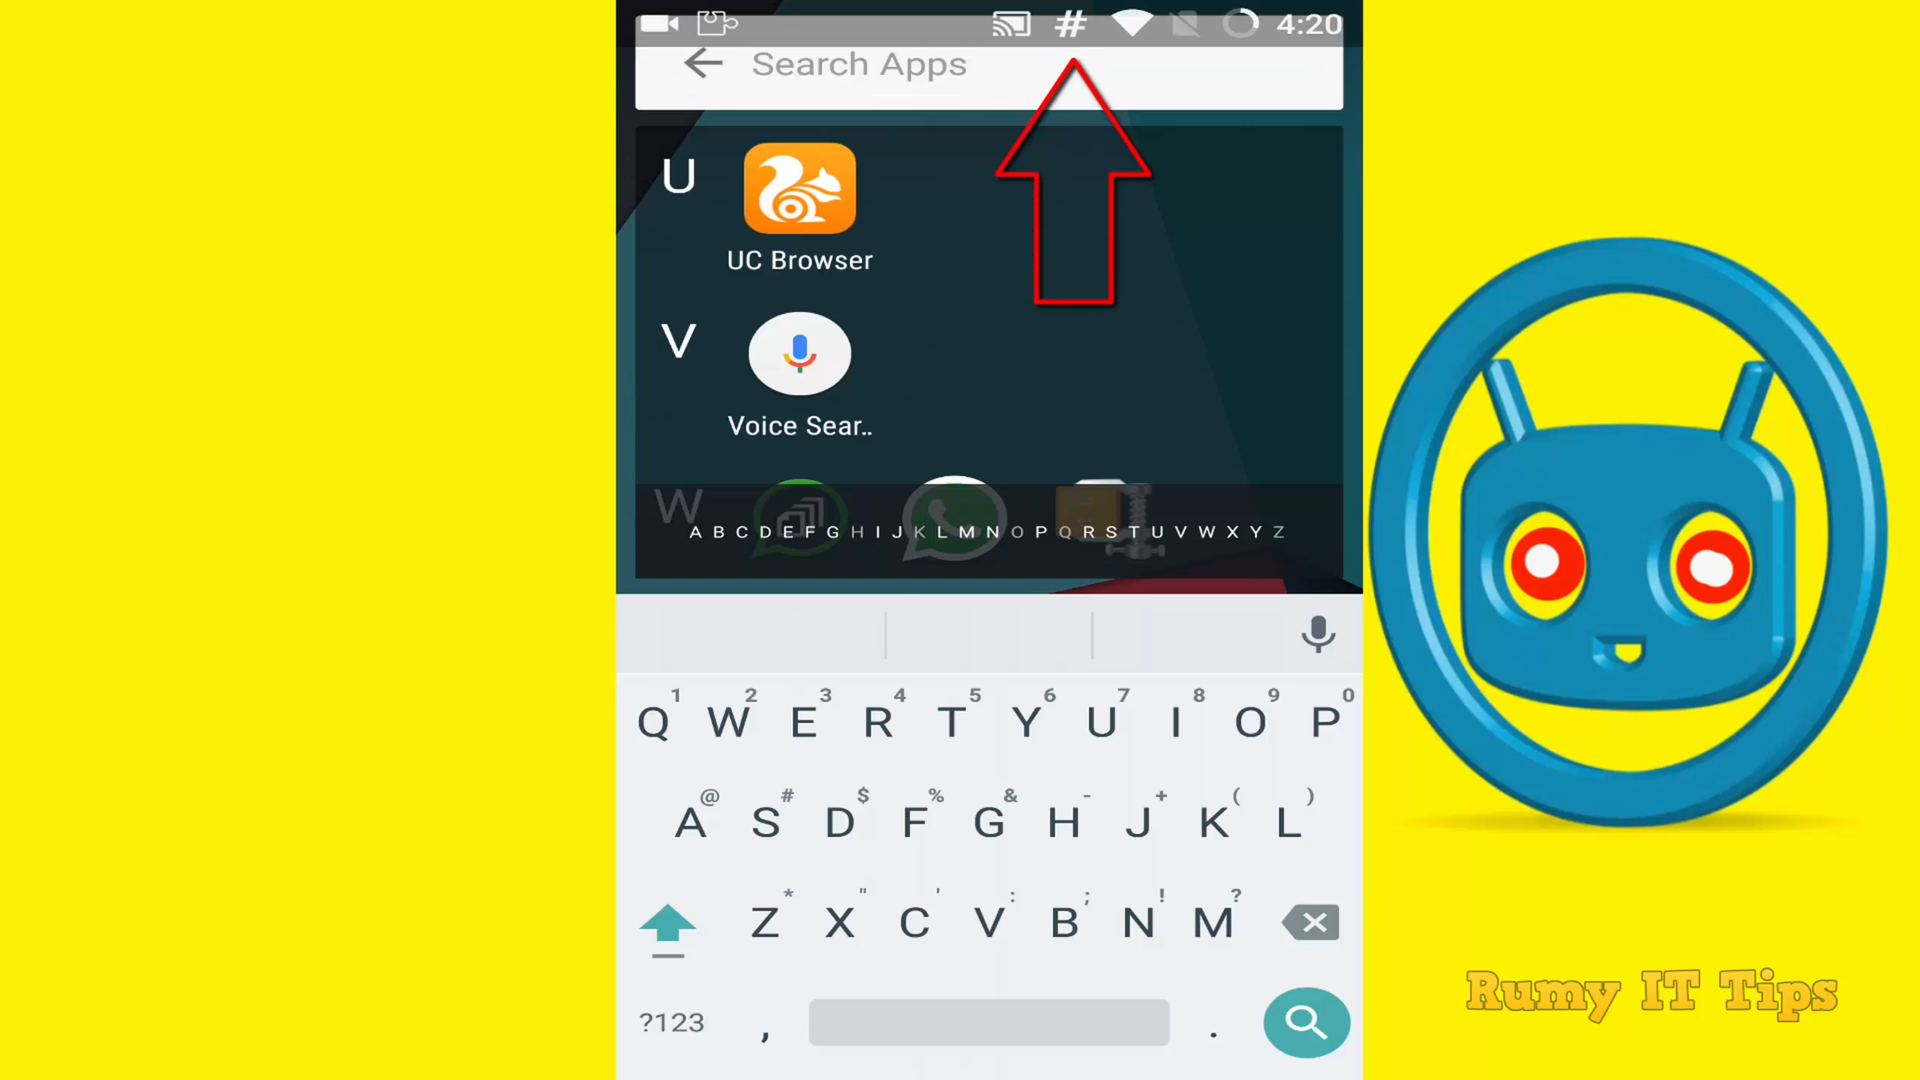 # 4:20
Search Apps
U
UC Browser
V
Voice Sear..
W
A B C D E F G H I J K L M N O P Q R S T U V W X Y Z
1 2 3 4 5 6 7 8 9 0
Q W E R T Y U I O P
@ # $ % & - + ( )
A S D F G H J K L
* " ' : ; ! ?
Z X C V B N M
?123 , .
Rumy IT Tips